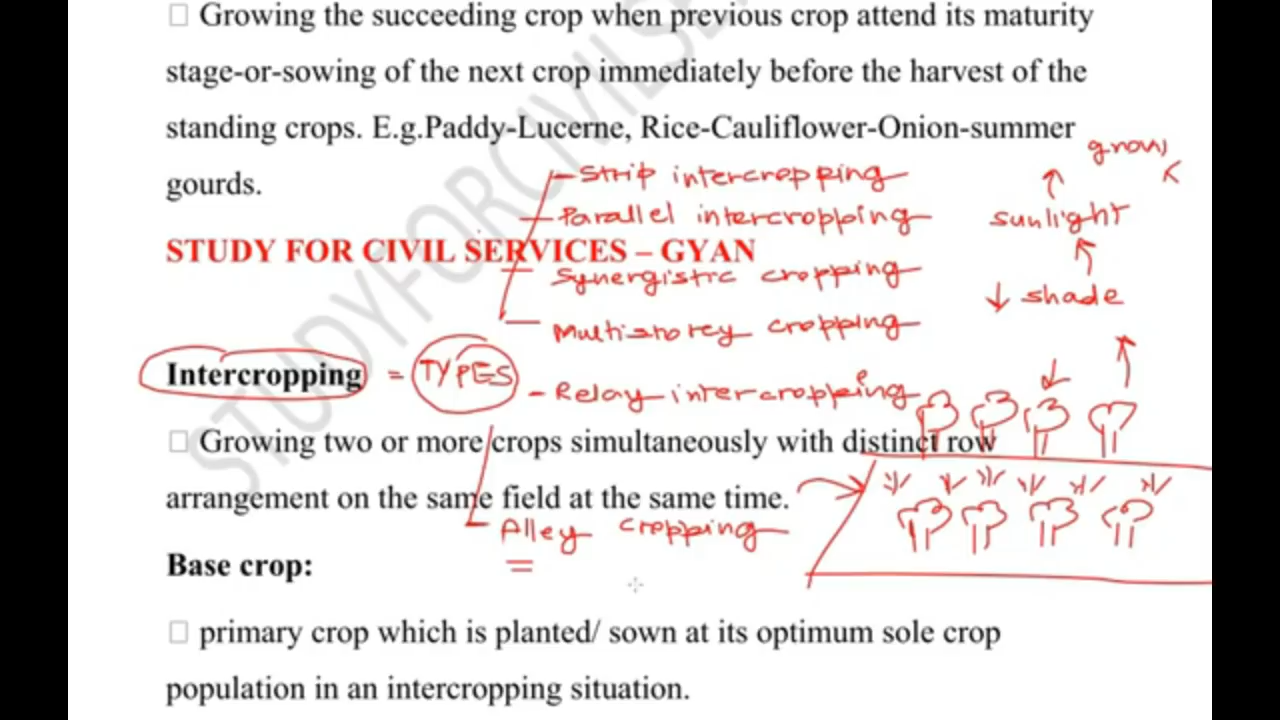 Growing the succeeding crop when previous crop attend its maturity
stage-or-sowing of the next crop immediately before the harvest of the
standing crops. E.g.Paddy-Lucerne, Rice-Cauliflower-Onion-summer
grow
gourds.
Strip intercropping
Parallel intercropping
sunlight
STUDY FOR CIVIL SERVICES – GYAN
Synergistic cropping
↓ shade
Multistorey cropping
Intercropping = TYPES
- Relay intercropping
Growing two or more crops simultaneously with distinct row
arrangement on the same field at the same time.
Alley cropping
Base crop: =
primary crop which is planted/ sown at its optimum sole crop
population in an intercropping situation.